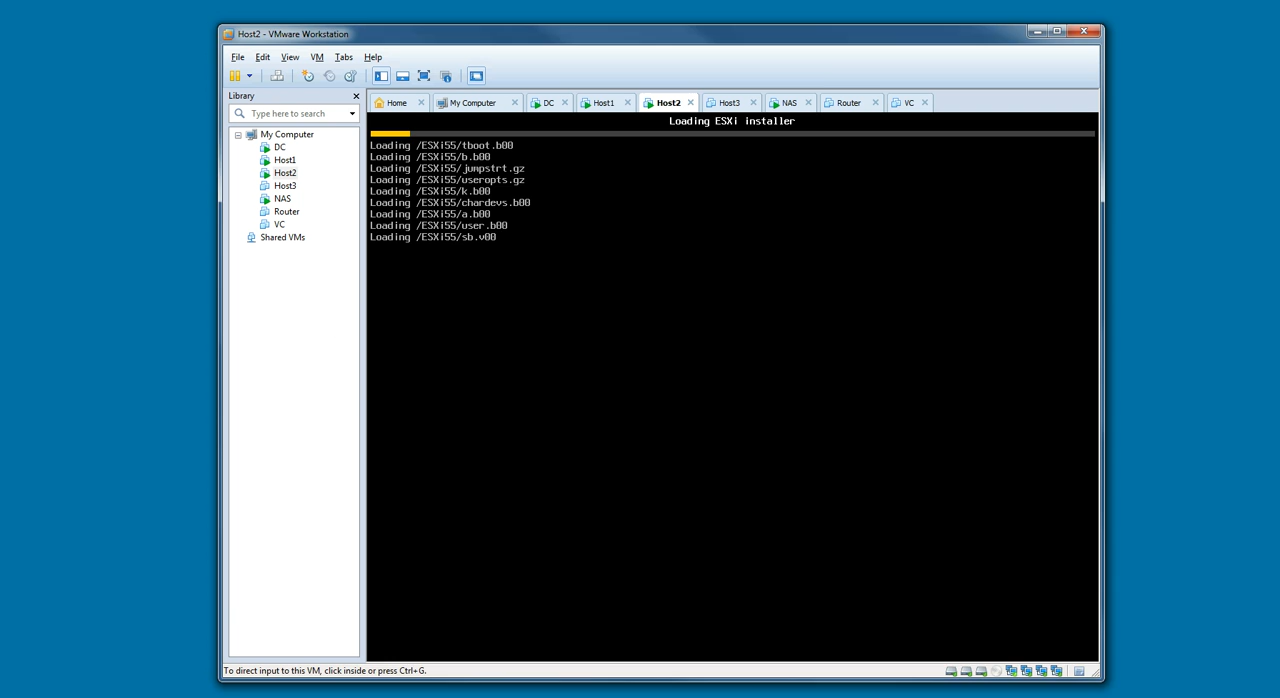 Host2 - VMware Workstation
File Edit View VM Tabs Help
Library
Type here to search
My Computer
DC
Host1
Host2
Host3
NAS
Router
VC
Shared VMs
Home My Computer DC Host1 Host2 Host3 NAS Router VC
Loading ESXi installer
Loading /ESXi55/tboot.b00
Loading /ESXi55/b.b00
Loading /ESXi55/jumpstrt.gz
Loading /ESXi55/useropts.gz
Loading /ESXi55/k.b00
Loading /ESXi55/chardevs.b00
Loading /ESXi55/a.b00
Loading /ESXi55/user.b00
Loading /ESXi55/sb.v00
To direct input to this VM, click inside or press Ctrl+G.